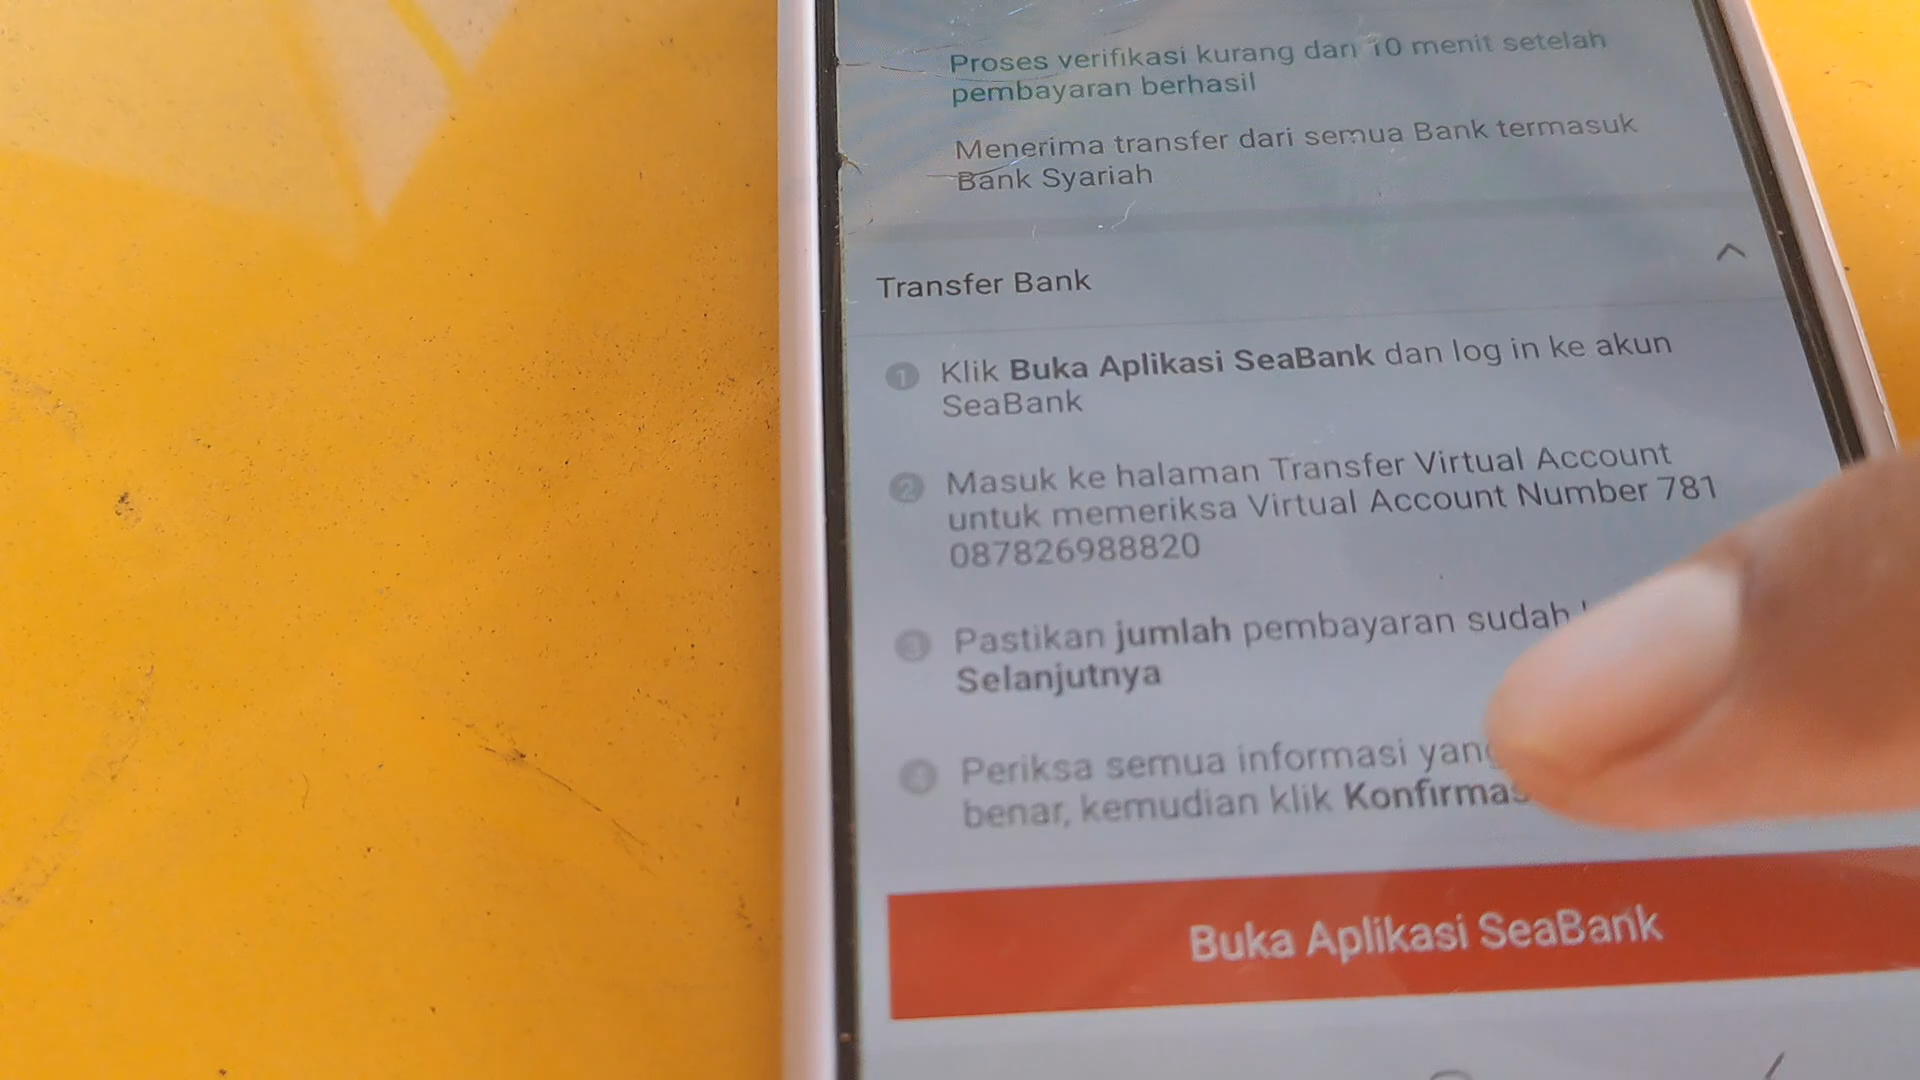 Proses verifikasi kurang dari 10 menit setelah
pembayaran berhasil
Menerima transfer dari semua Bank termasuk
Bank Syariah
Transfer Bank
1 Klik Buka Aplikasi SeaBank dan log in ke akun
SeaBank
2 Masuk ke halaman Transfer Virtual Account
untuk memeriksa Virtual Account Number 781
087826988820
3 Pastikan jumlah pembayaran sudah
Selanjutnya
4 Periksa semua informasi yang
benar, kemudian klik Konfirmas
Buka Aplikasi SeaBank